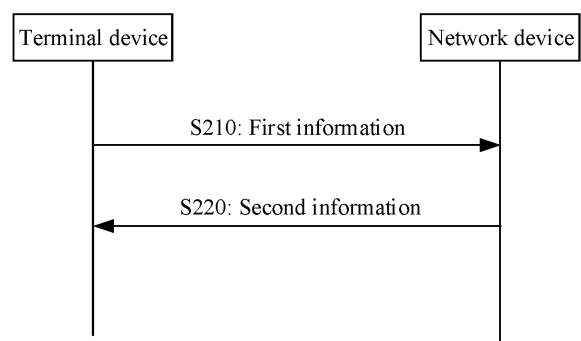 Terminal device
Network device
S210: First information
S220: Second information